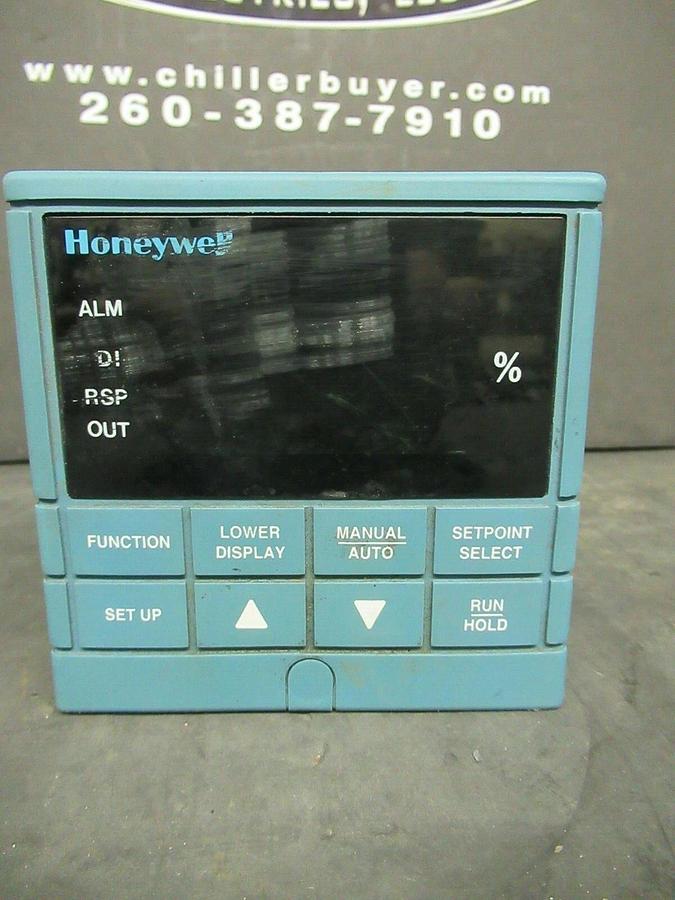 www.chillerbuyer.com
260-387-7910
Honeywell
ALM
DI
%
RSP
OUT
FUNCTION
LOWER
DISPLAY
MANUAL
AUTO
SETPOINT
SELECT
SET UP
RUN
HOLD